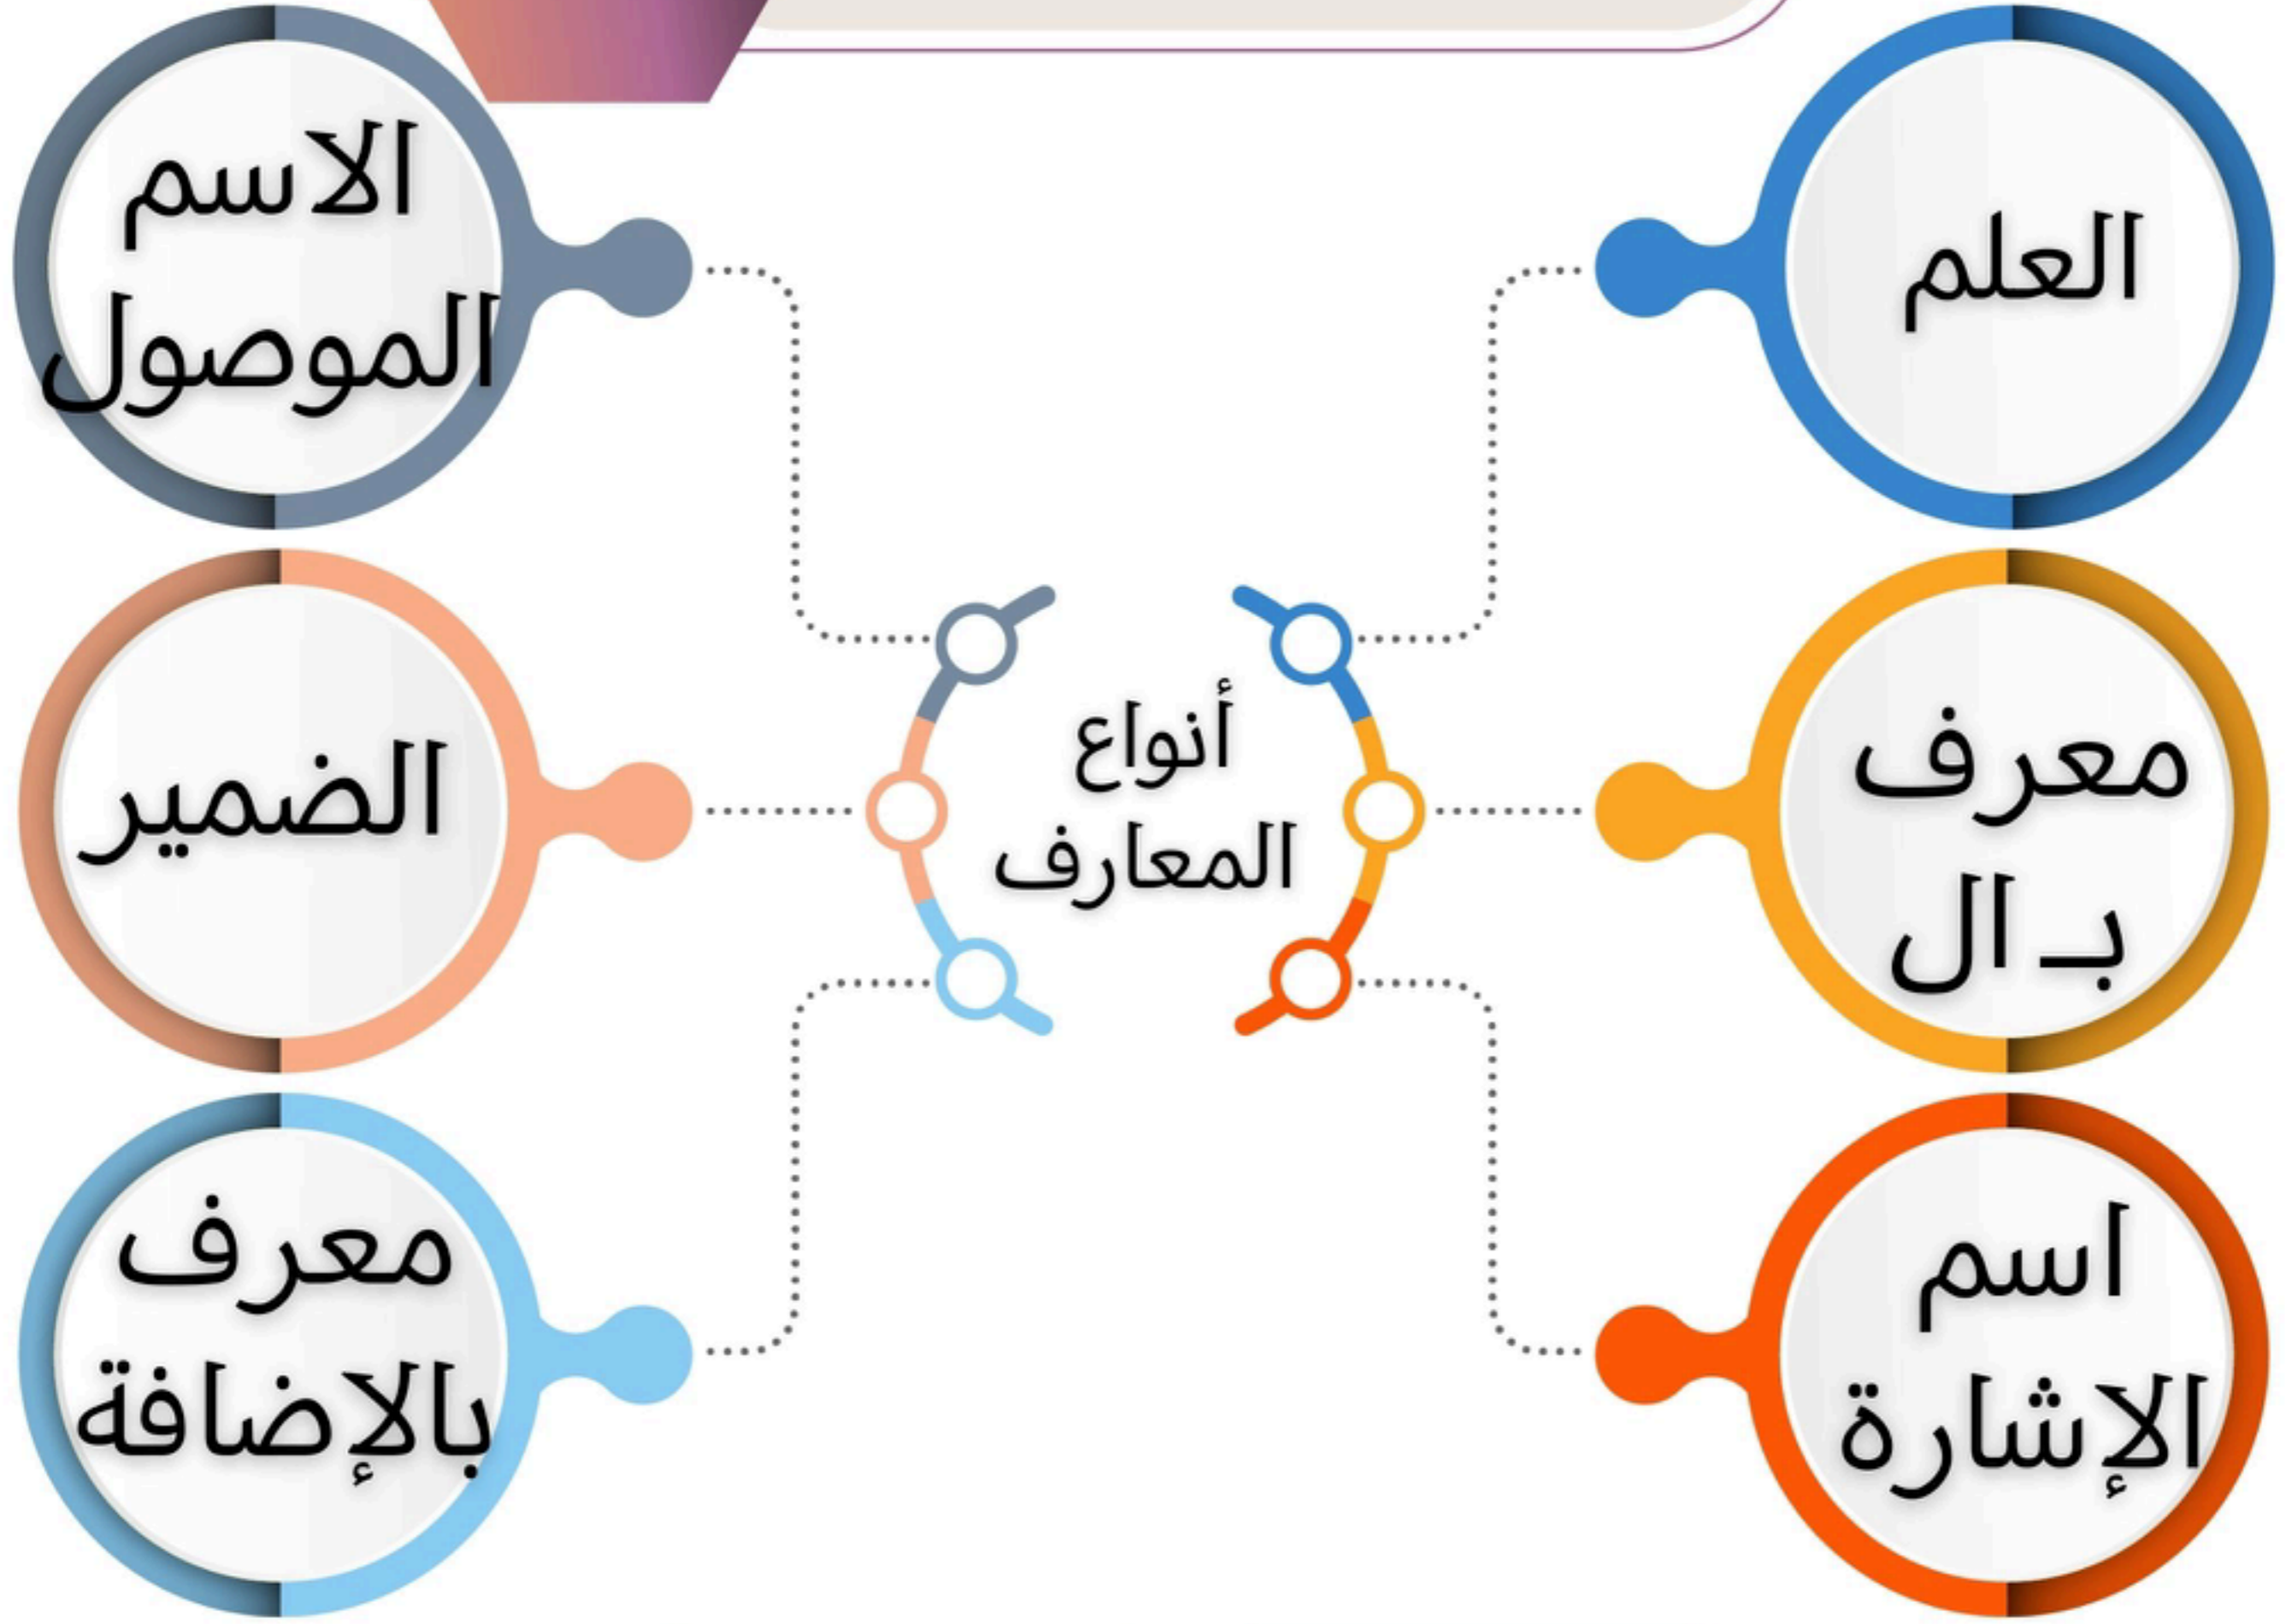 العلم
معرف
بـ ال
اسم
الإشارة
أنواع
المعارف
الاسم
الموصول
الضمير
معرف
بالإضافة